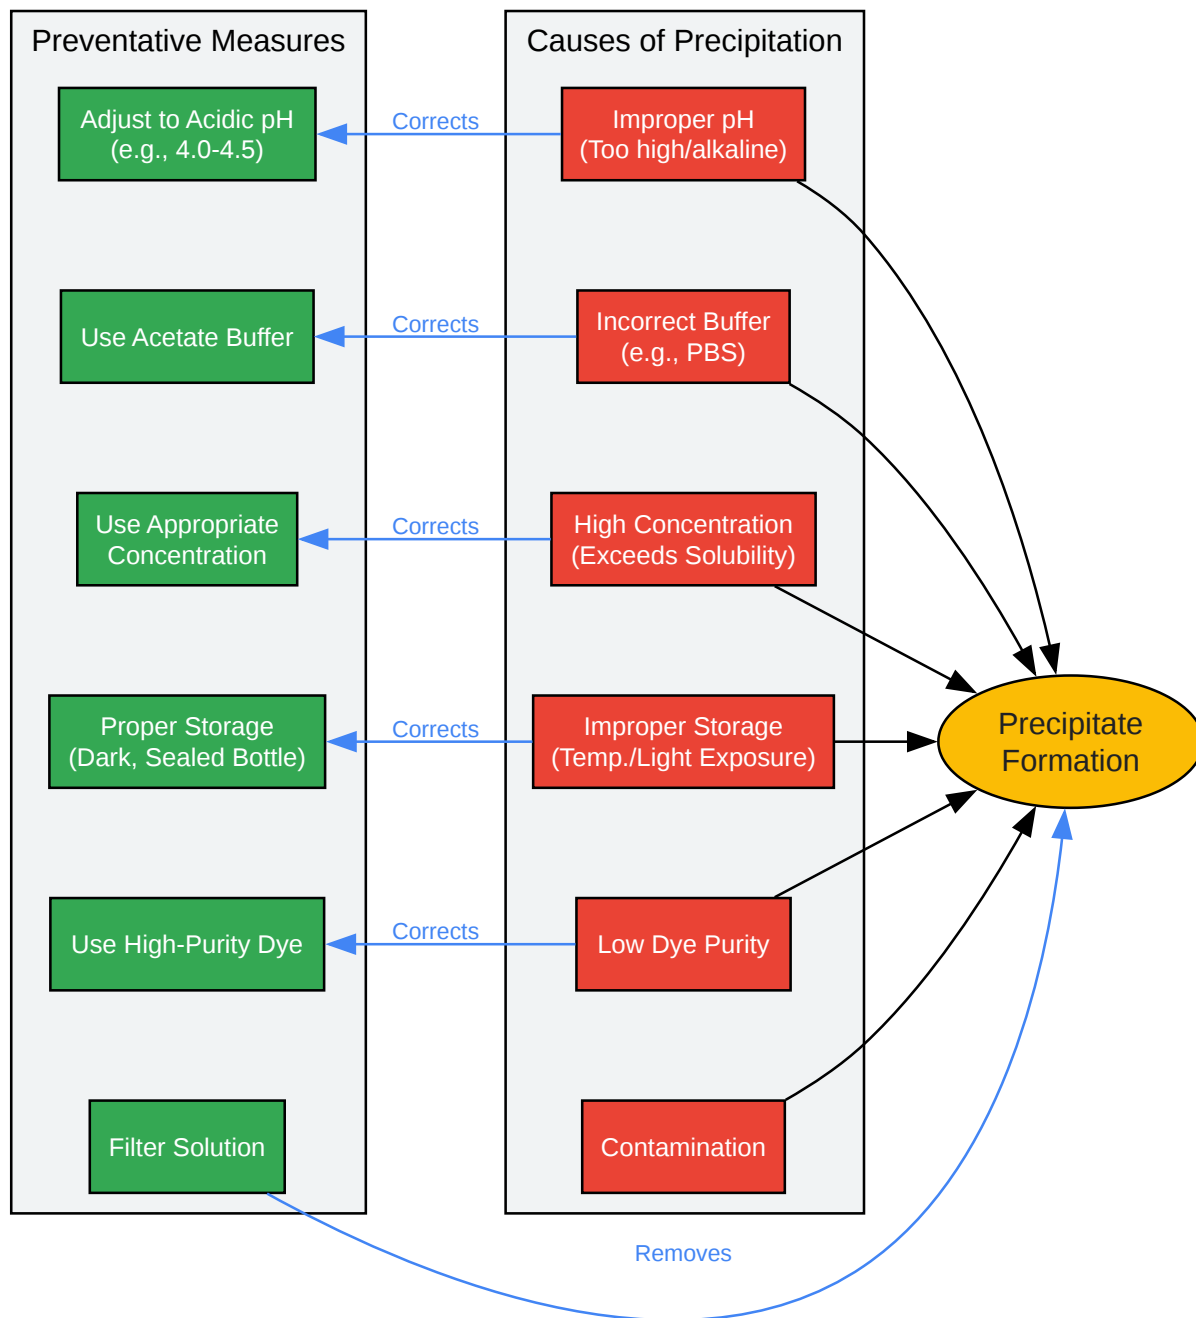 Preventative Measures
Causes of Precipitation
Adjust to Acidic pH
(e.g., 4.0-4.5)
Corrects
Improper pH
(Too high/alkaline)
Use Acetate Buffer
Corrects
Incorrect Buffer
(e.g., PBS)
Use Appropriate
Concentration
Corrects
High Concentration
(Exceeds Solubility)
Proper Storage
(Dark, Sealed Bottle)
Corrects
Improper Storage
(Temp./Light Exposure)
Precipitate
Formation
Use High-Purity Dye
Corrects
Low Dye Purity
Filter Solution
Contamination
Removes